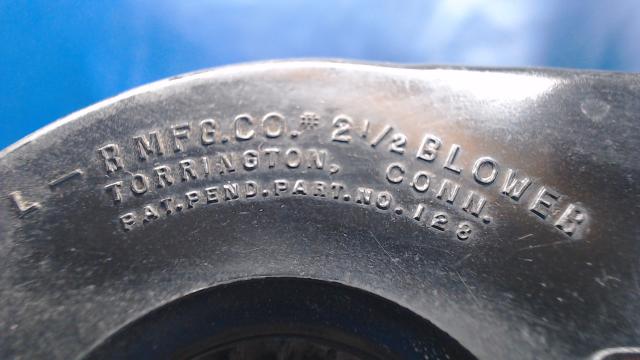 L-R MFG.CO. # 2 1/2 BLOWER
TORRINGTON, CONN.
PAT.PEND.PART.NO.128